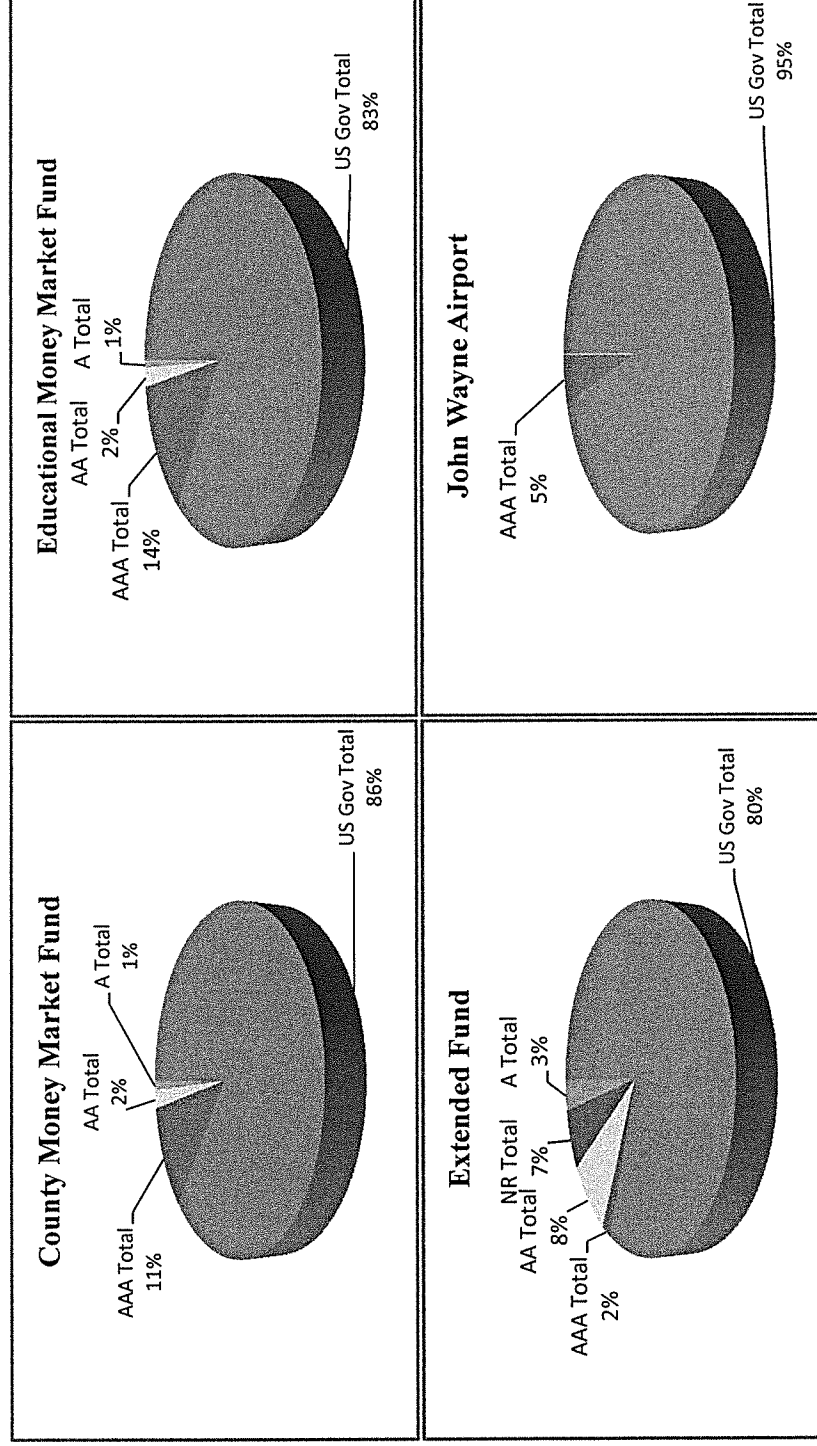 County Money Market Fund
A Total
1%
AA Total
2%
AAA Total
11%
US Gov Total
86%
Educational Money Market Fund
A Total
1%
AA Total
2%
AAA Total
14%
US Gov Total
83%
Extended Fund
A Total
3%
NR Total
7%
AA Total
8%
AAA Total
2%
US Gov Total
80%
John Wayne Airport
AAA Total
5%
US Gov Total
95%